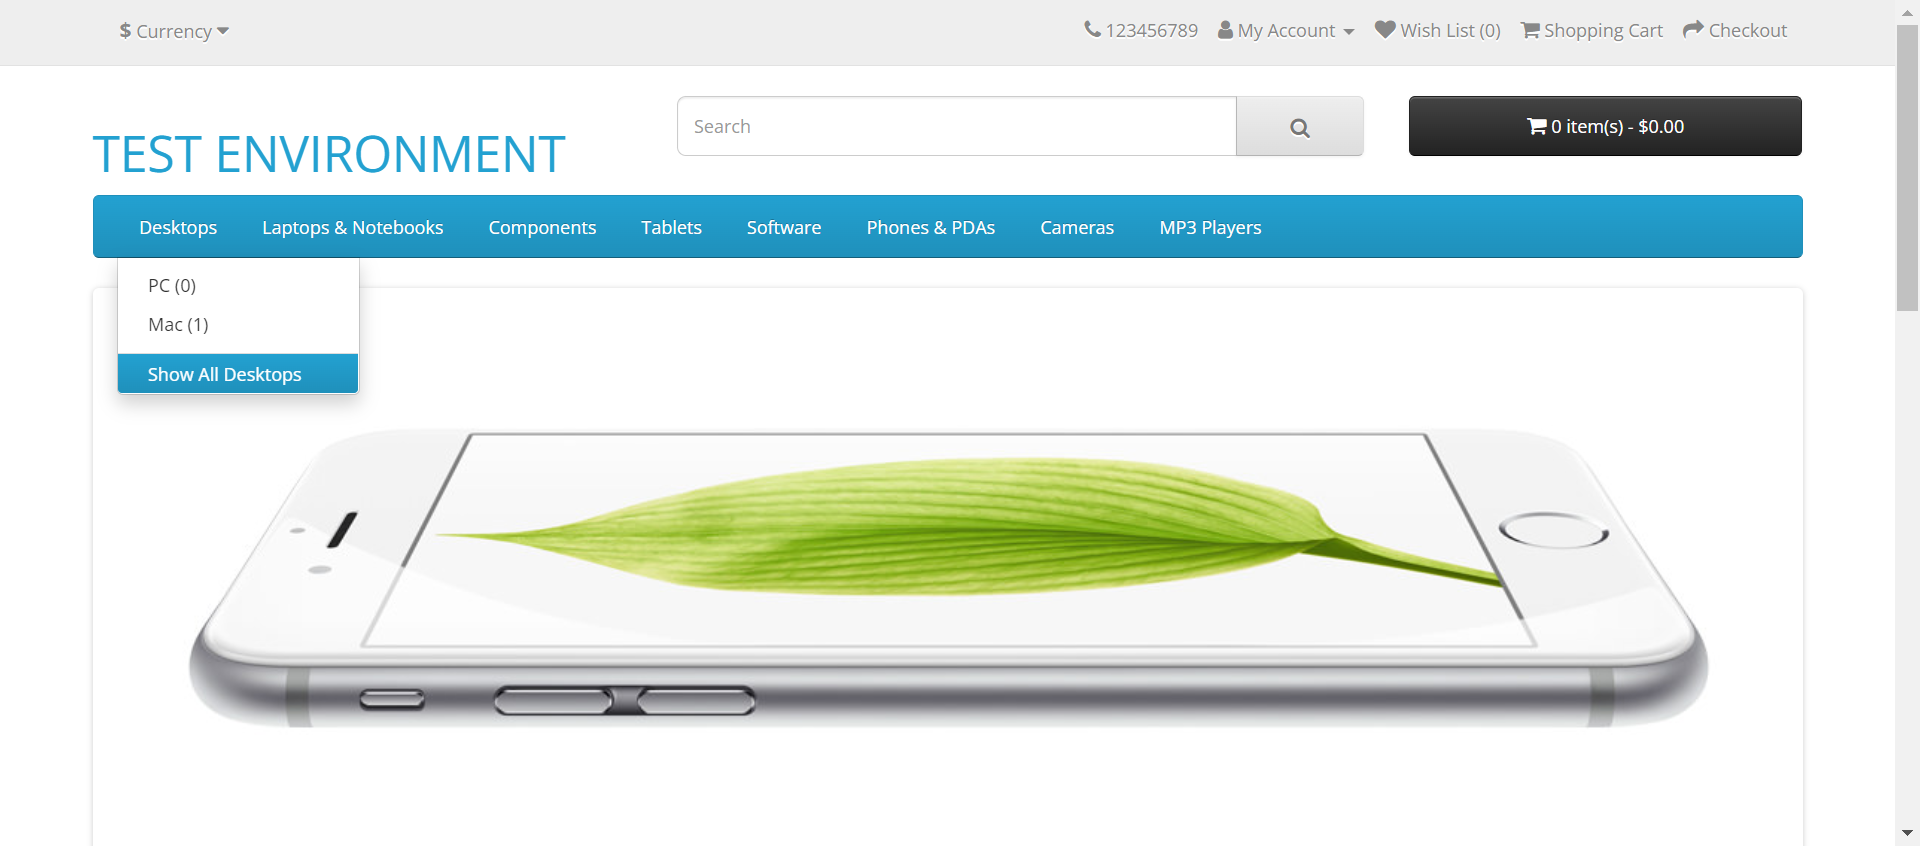 $ Currency
123456789 My Account Wish List (0) Shopping Cart Checkout
TEST ENVIRONMENT
Search
0 item(s) - $0.00
Desktops Laptops & Notebooks Components Tablets Software Phones & PDAs Cameras MP3 Players
PC (0)
Mac (1)
Show All Desktops